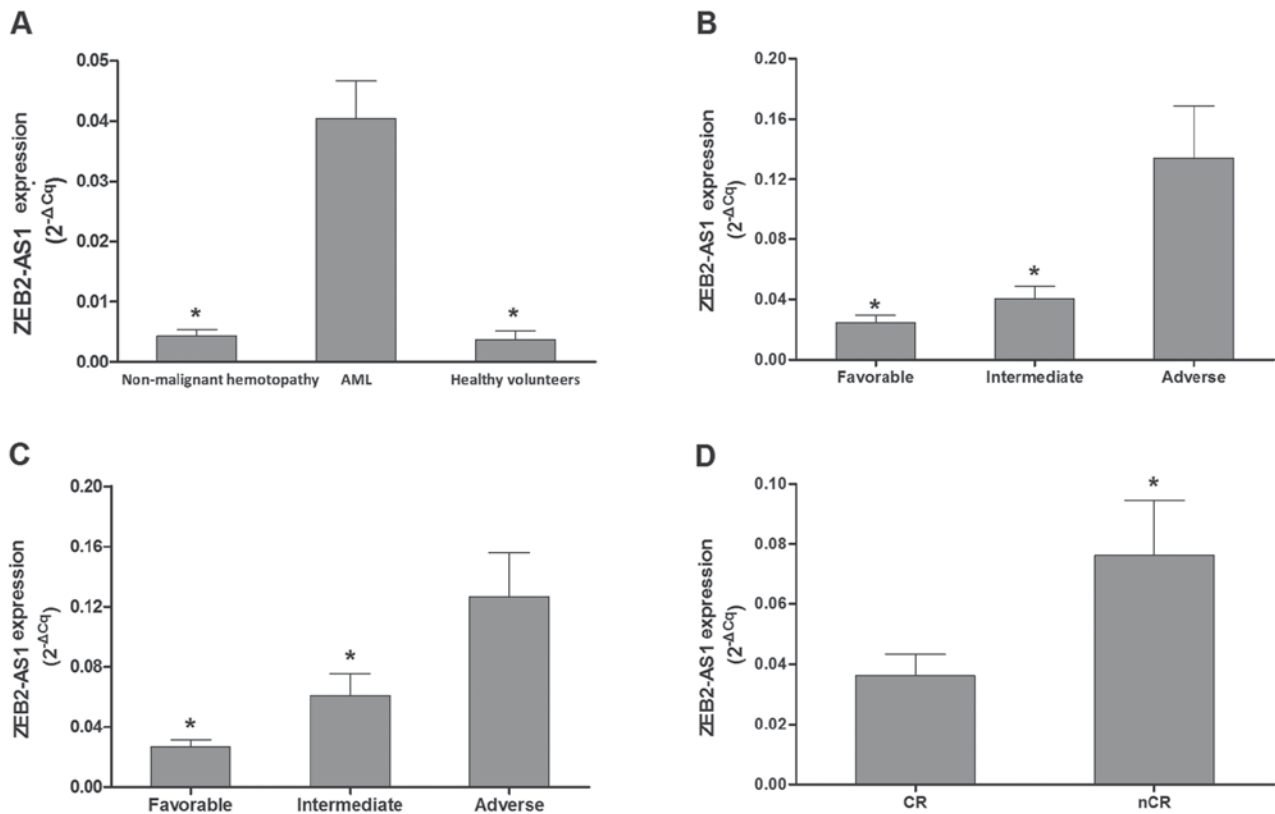 A
ZEB2-AS1 expression
(2-ΔCq)
0.05
0.04
0.03
0.02
0.01
0.00
*
*
Non-malignant hemotopathy AML Healthy volunteers
B
ZEB2-AS1 expression
(2-ΔCq)
0.20
0.16
0.12
0.08
0.04
0.00
*
*
Favorable Intermediate Adverse
C
ZEB2-AS1 expression
(2-ΔCq)
0.20
0.16
0.12
0.08
0.04
0.00
*
*
Favorable Intermediate Adverse
D
ZEB2-AS1 expression
(2-ΔCq)
0.10
0.08
0.06
0.04
0.02
0.00
*
CR nCR